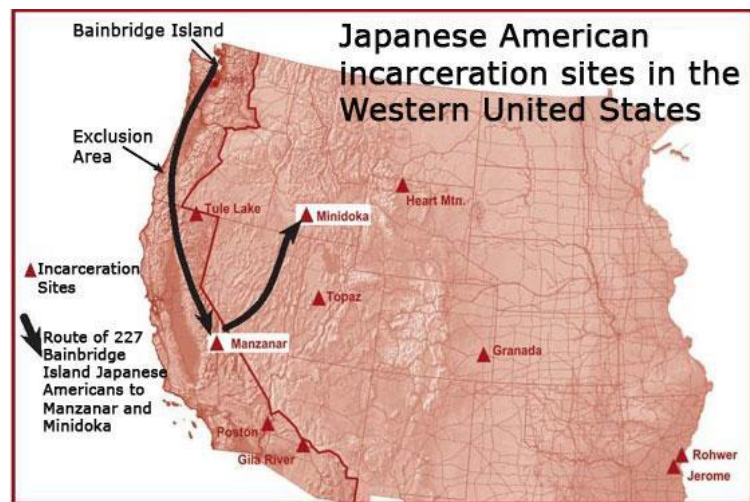 Bainbridge Island
Japanese American
incarceration sites in the
Western United States
Exclusion
Area
Tule Lake
Minidoka
Heart Mtn.
Incarceration
Sites
Topaz
Manzanar
Granada
Route of 227
Bainbridge
Island Japanese
Americans to
Manzanar and
Minidoka
Poston
Gila River
Rohwer
Jerome